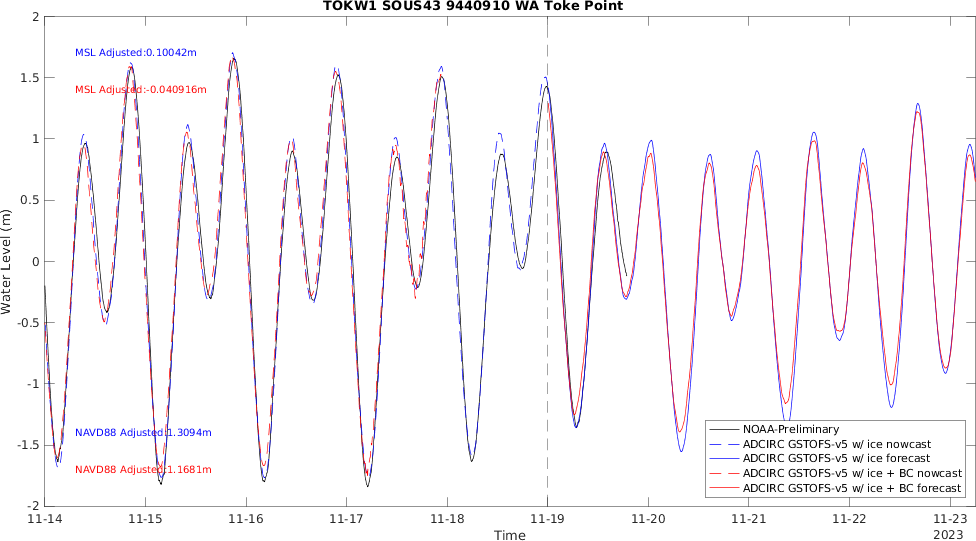 TOKW1 SOUS43 9440910 WA Toke Point
MSL Adjusted:0.10042m
MSL Adjusted:-0.040916m
NAVD88 Adjusted:1.3094m
NAVD88 Adjusted:1.1681m
Water Level (m)
2
1.5
1
0.5
0
-0.5
-1
-1.5
-2
NOAA-Preliminary
ADCIRC GSTOFS-v5 w/ ice nowcast
ADCIRC GSTOFS-v5 w/ ice forecast
ADCIRC GSTOFS-v5 w/ ice + BC nowcast
ADCIRC GSTOFS-v5 w/ ice + BC forecast
11-14 11-15 11-16 11-17 11-18 11-19 11-20 11-21 11-22 11-23
Time
2023